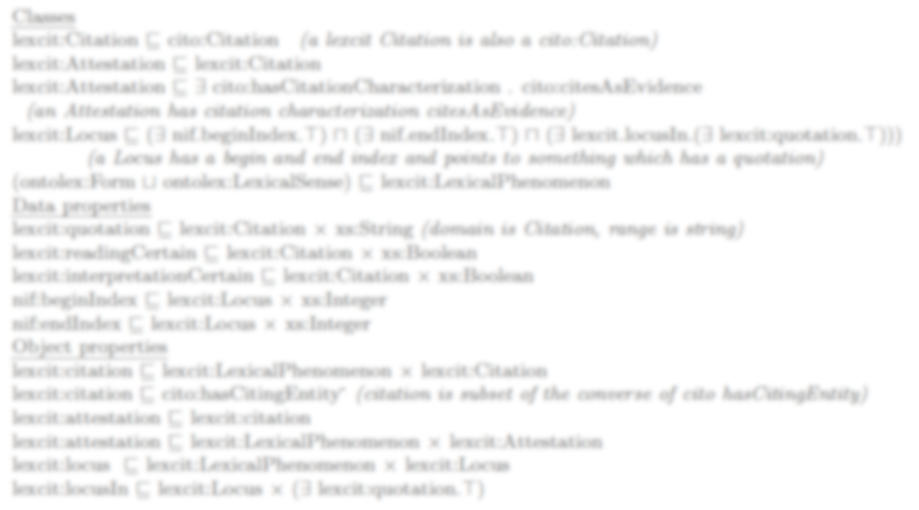 Classes
lexcit:Citation ⊑ cito:Citation (a lexcit Citation is also a cito:Citation)
lexcit:Attestation ⊑ lexcit:Citation
lexcit:Attestation ⊑ ∃ cito:hasCitationCharacterization . cito:citesAsEvidence
(an Attestation has citation characterization citesAsEvidence)
lexcit:Locus ⊑ (∃ nif.beginIndex.⊤) ⊓ (∃ nif.endIndex.⊤) ⊓ (∃ lexcit.locusIn.(∃ lexcit:quotation.⊤)))
(a Locus has a begin and end index and points to something which has a quotation)
(ontolex:Form ⊔ ontolex:LexicalSense) ⊑ lexcit:LexicalPhenomenon
Data properties
lexcit:quotation ⊑ lexcit:Citation × xs:String (domain is Citation, range is string)
lexcit:readingCertain ⊑ lexcit:Citation × xs:Boolean
lexcit:interpretationCertain ⊑ lexcit:Citation × xs:Boolean
nif:beginIndex ⊑ lexcit:Locus × xs:Integer
nif:endIndex ⊑ lexcit:Locus × xs:Integer
Object properties
lexcit:citation ⊑ lexcit:LexicalPhenomenon × lexcit:Citation
lexcit:citation ⊑ cito:hasCitingEntity⁻ (citation is subset of the converse of cito hasCitingEntity)
lexcit:attestation ⊑ lexcit:citation
lexcit:attestation ⊑ lexcit:LexicalPhenomenon × lexcit:Attestation
lexcit:locus ⊑ lexcit:LexicalPhenomenon × lexcit:Locus
lexcit:locusIn ⊑ lexcit:Locus × (∃ lexcit:quotation.⊤)